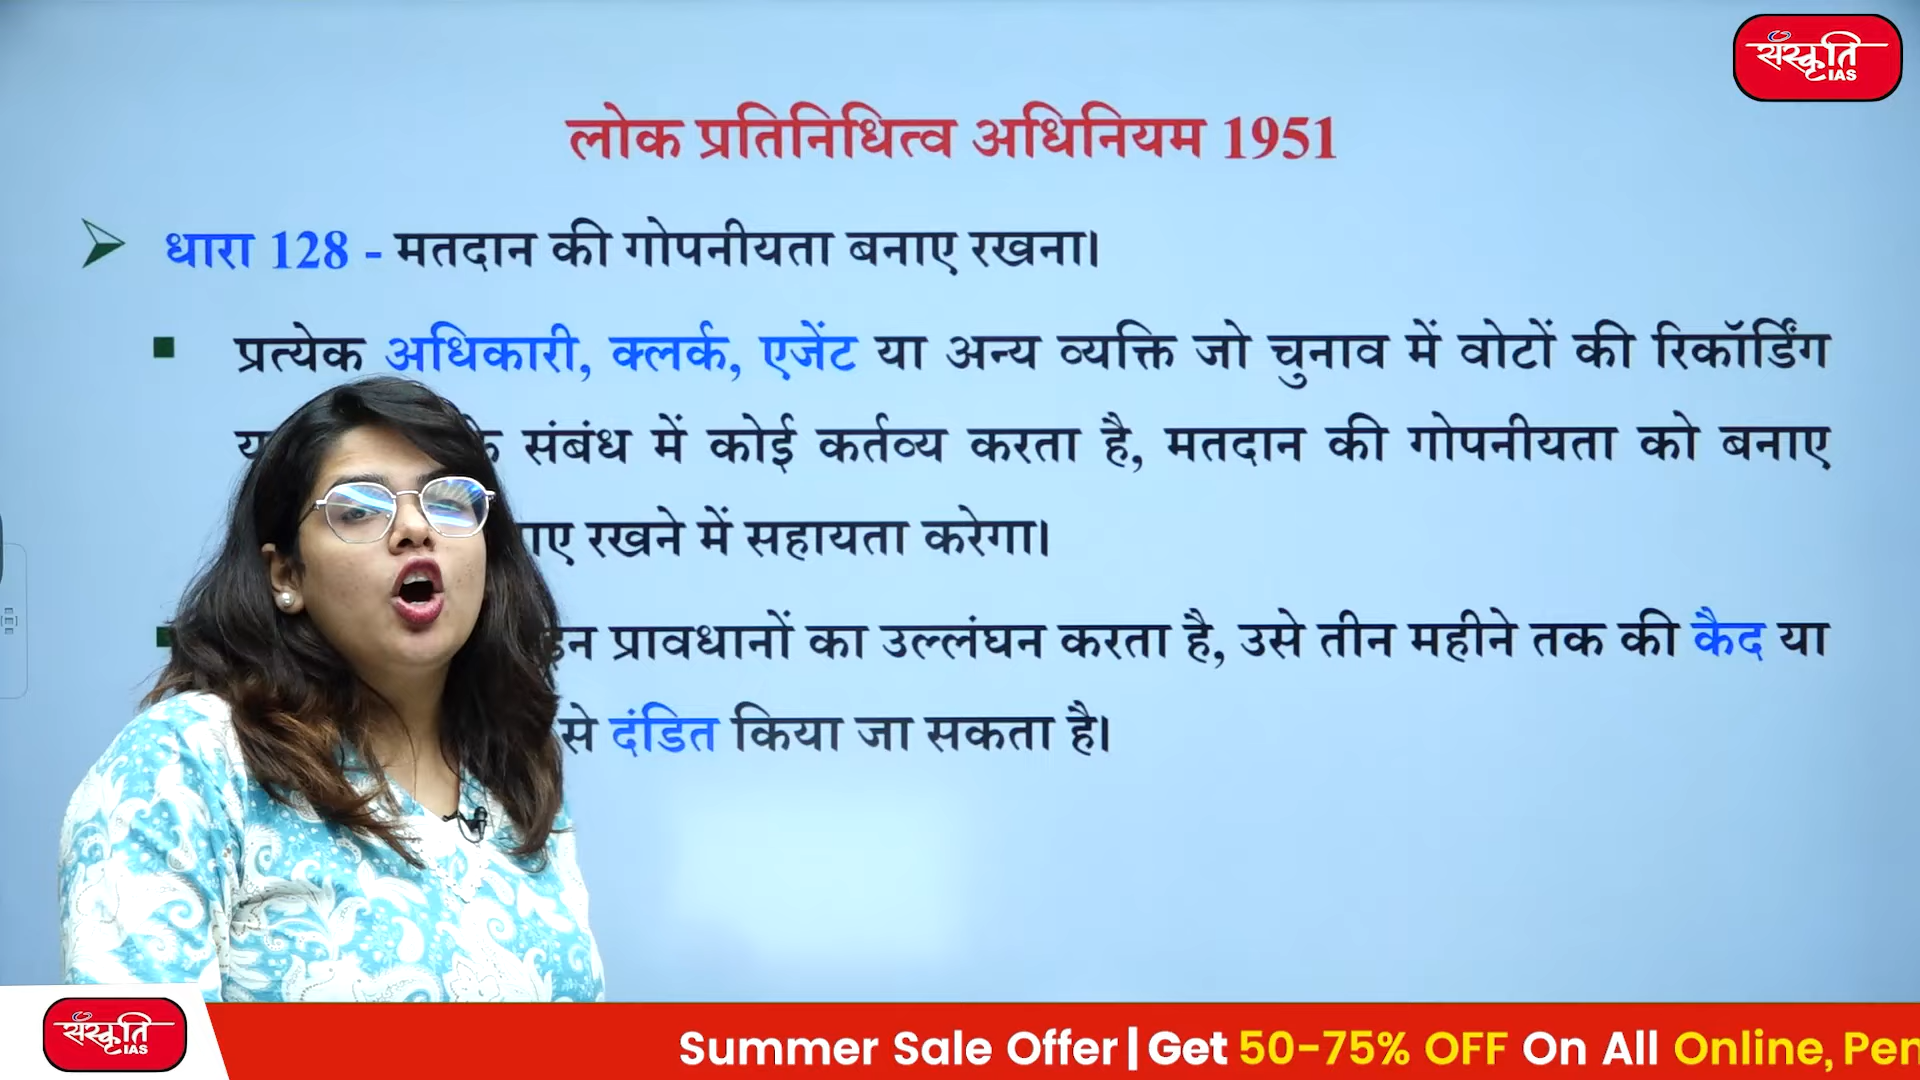 संस्कृति
IAS
लोक प्रतिनिधित्व अधिनियम 1951
धारा 128 - मतदान की गोपनीयता बनाए रखना।
प्रत्येक अधिकारी, क्लर्क, एजेंट या अन्य व्यक्ति जो चुनाव में वोटों की रिकॉर्डिंग
संबंध में कोई कर्तव्य करता है, मतदान की गोपनीयता को बनाए
रखने में सहायता करेगा।
इन प्रावधानों का उल्लंघन करता है, उसे तीन महीने तक की कैद या
से दंडित किया जा सकता है।
संस्कृति
IAS
Summer Sale Offer | Get 50-75% OFF On All Online,